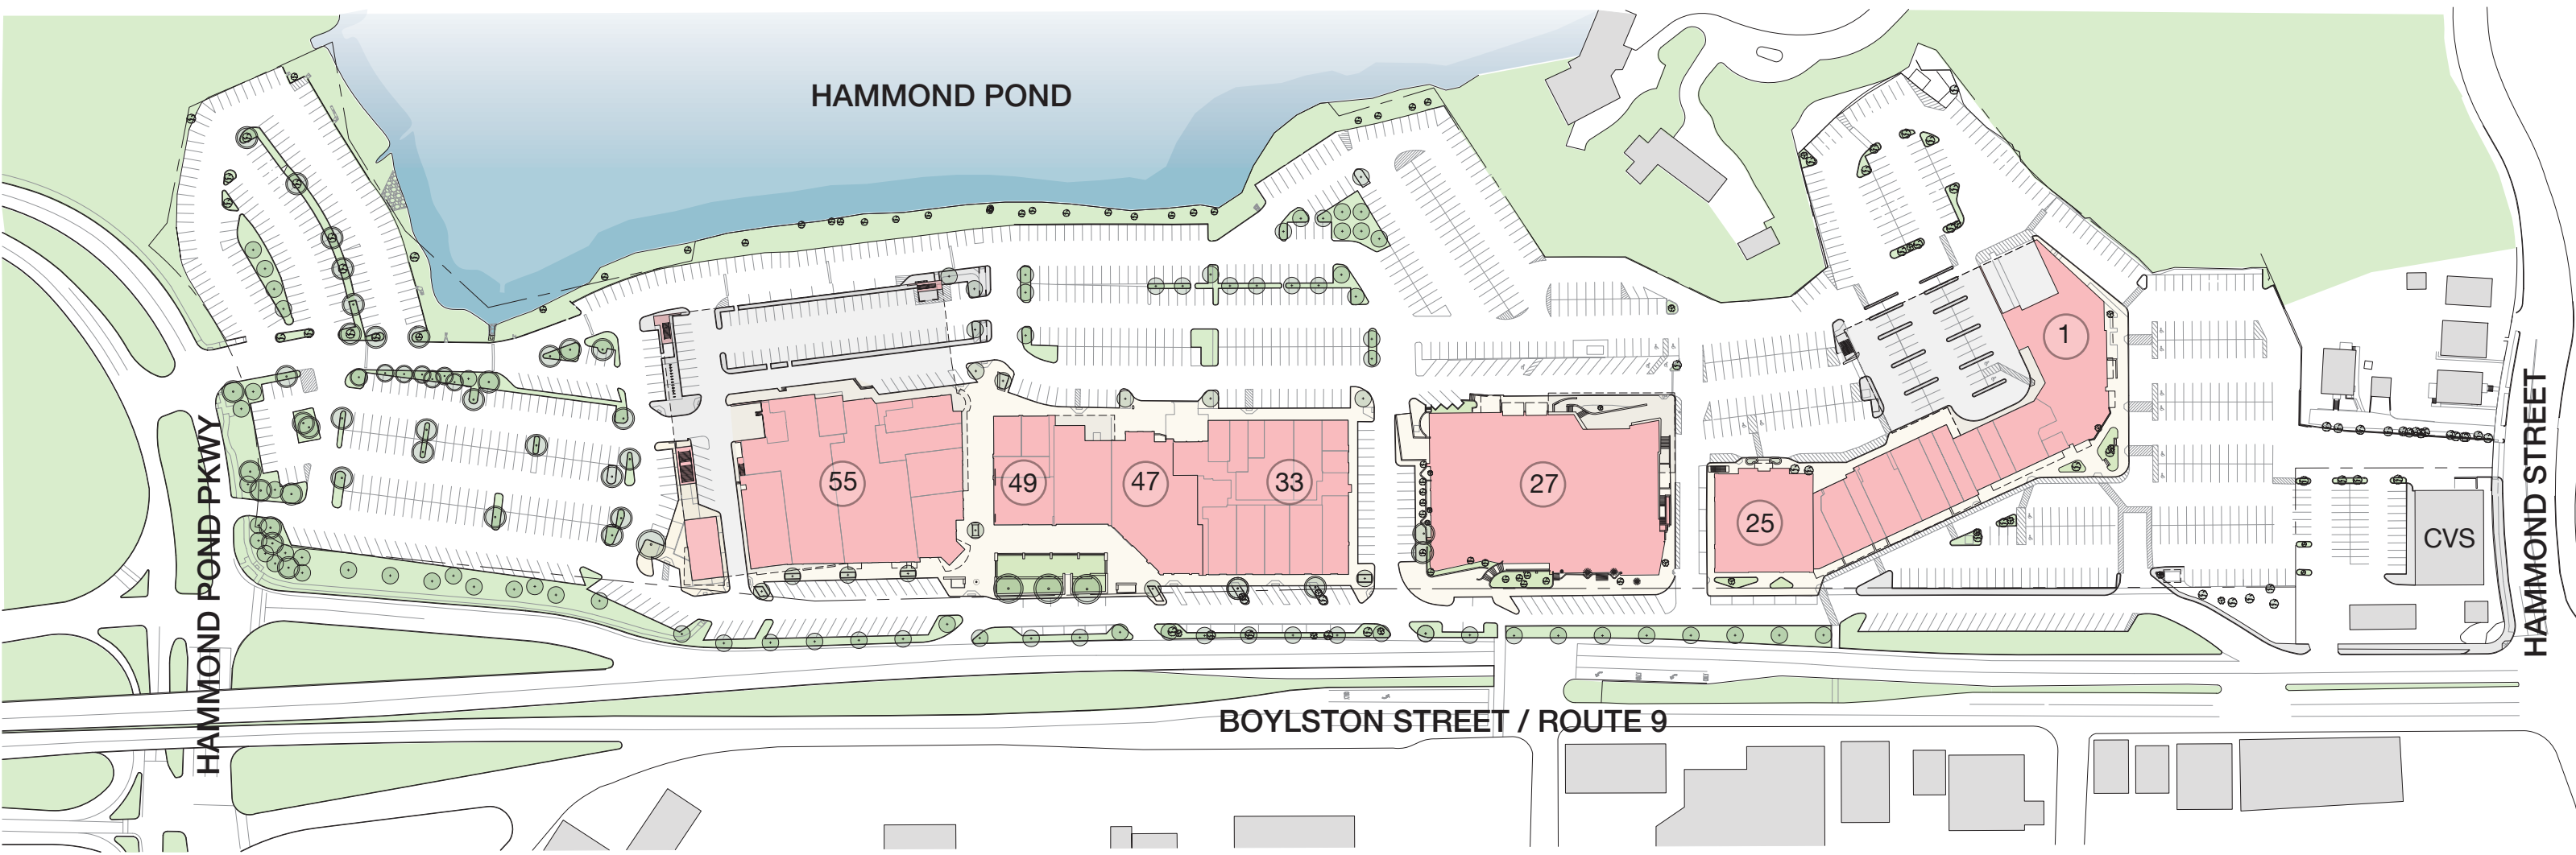 HAMMOND POND
1
55
49
47
33
27
25
CVS
HAMMOND POND PKWY
HAMMOND STREET
BOYLSTON STREET / ROUTE 9